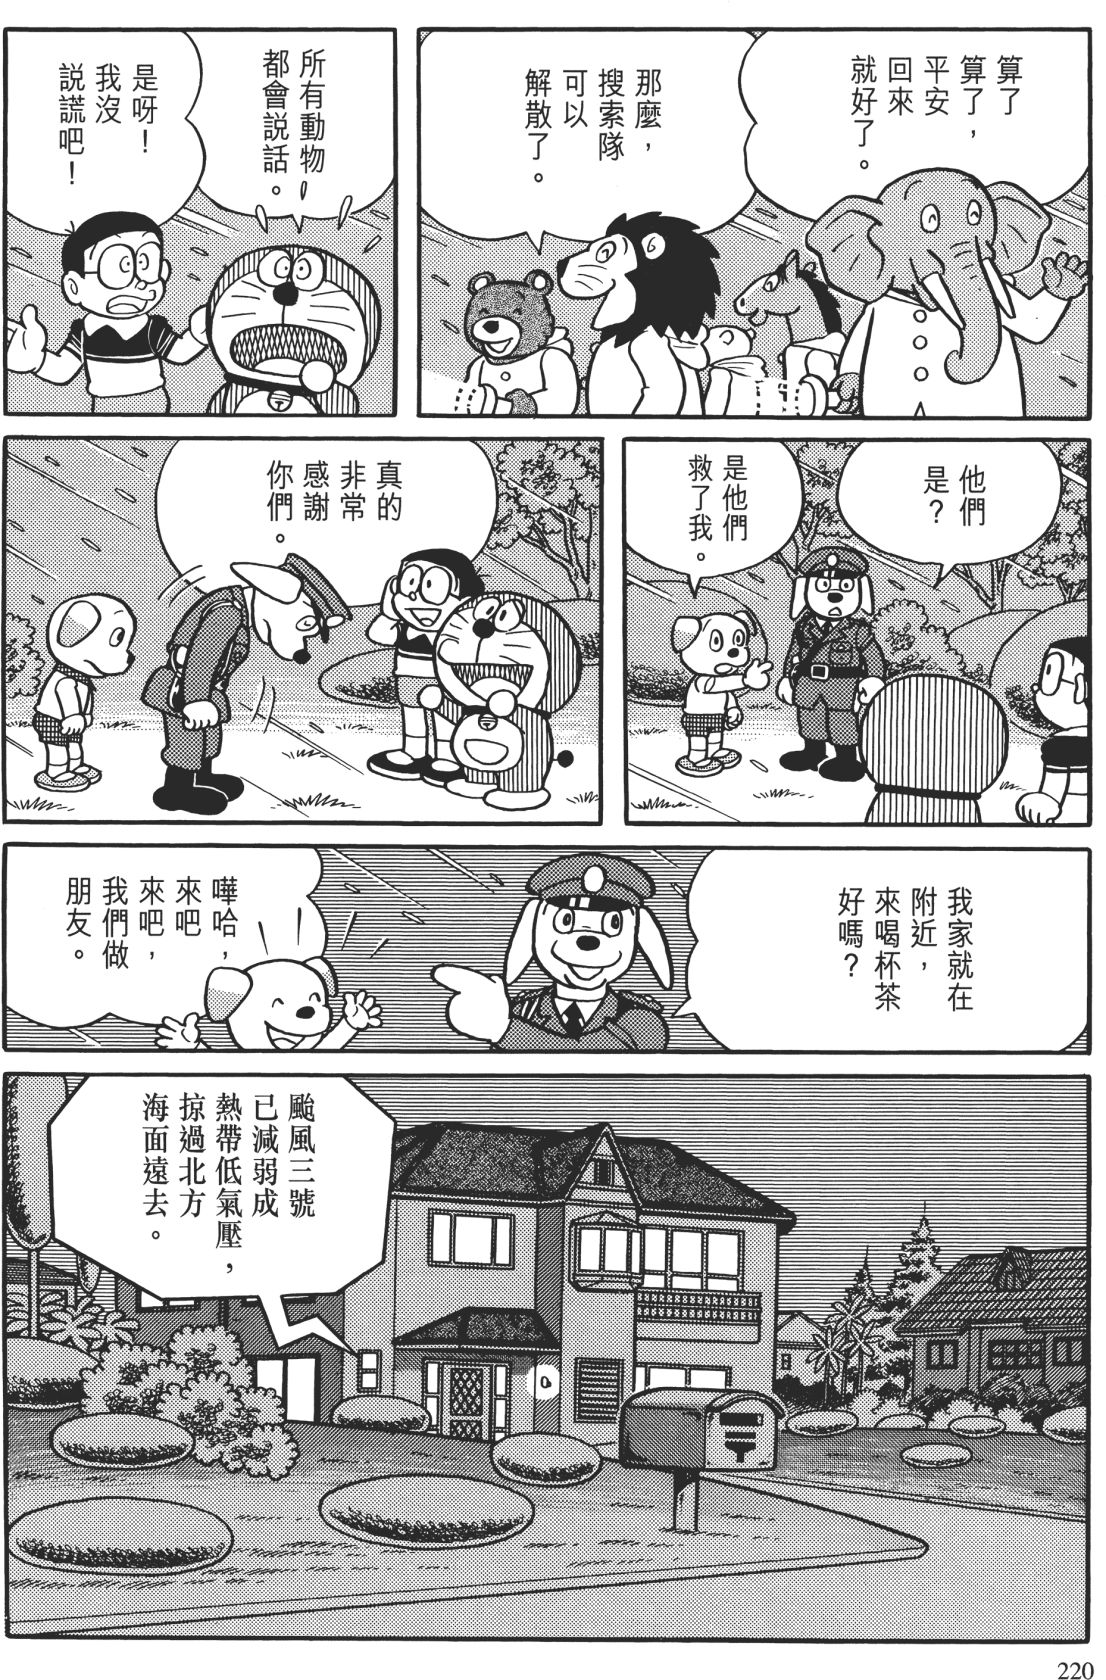 算了
算了，
平安
回來
就好了。
那麼，
搜索隊
可以
解散了。
所有動物
都會説話。
是呀！
我沒
説謊吧！
他們
是？
是他們
救了我。
真的
非常
感謝
你們。
我家就在
附近，
來喝杯茶
好嗎？
嘩哈，
來吧
來吧，
我們做
朋友。
颱風三號
已減弱成
熱帶低氣壓，
掠過北方
海面遠去。
220